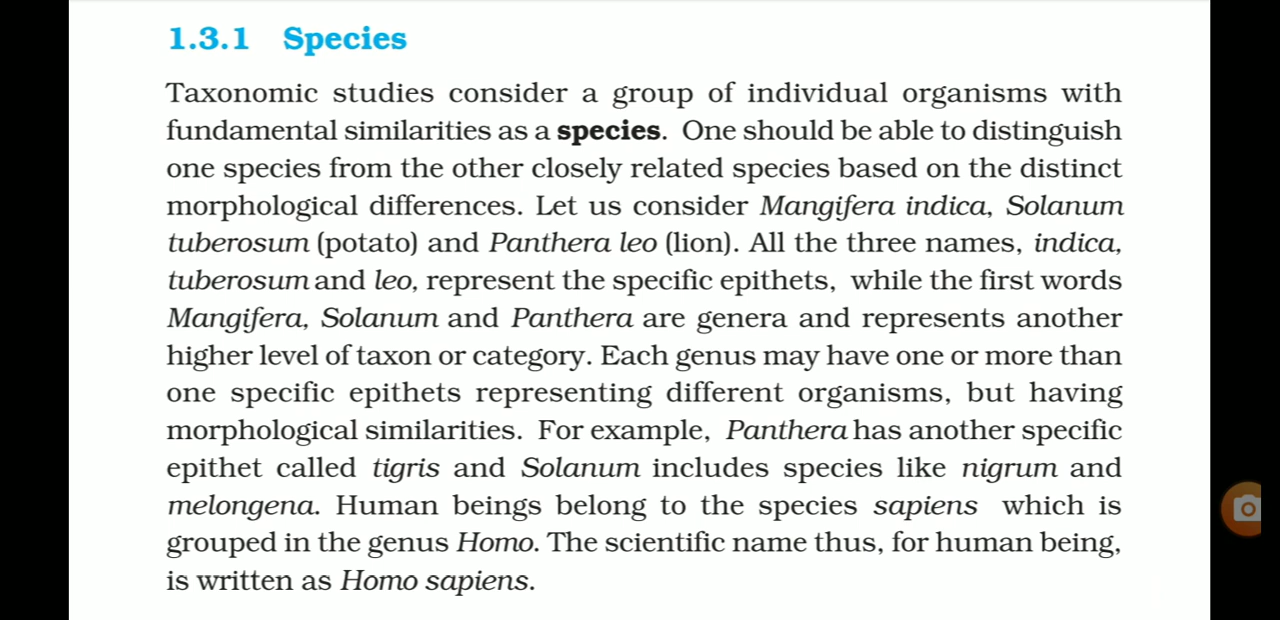 1.3.1 Species
Taxonomic studies consider a group of individual organisms with
fundamental similarities as a species. One should be able to distinguish
one species from the other closely related species based on the distinct
morphological differences. Let us consider Mangifera indica, Solanum
tuberosum (potato) and Panthera leo (lion). All the three names, indica,
tuberosum and leo, represent the specific epithets, while the first words
Mangifera, Solanum and Panthera are genera and represents another
higher level of taxon or category. Each genus may have one or more than
one specific epithets representing different organisms, but having
morphological similarities. For example, Panthera has another specific
epithet called tigris and Solanum includes species like nigrum and
melongena. Human beings belong to the species sapiens which is
grouped in the genus Homo. The scientific name thus, for human being,
is written as Homo sapiens.